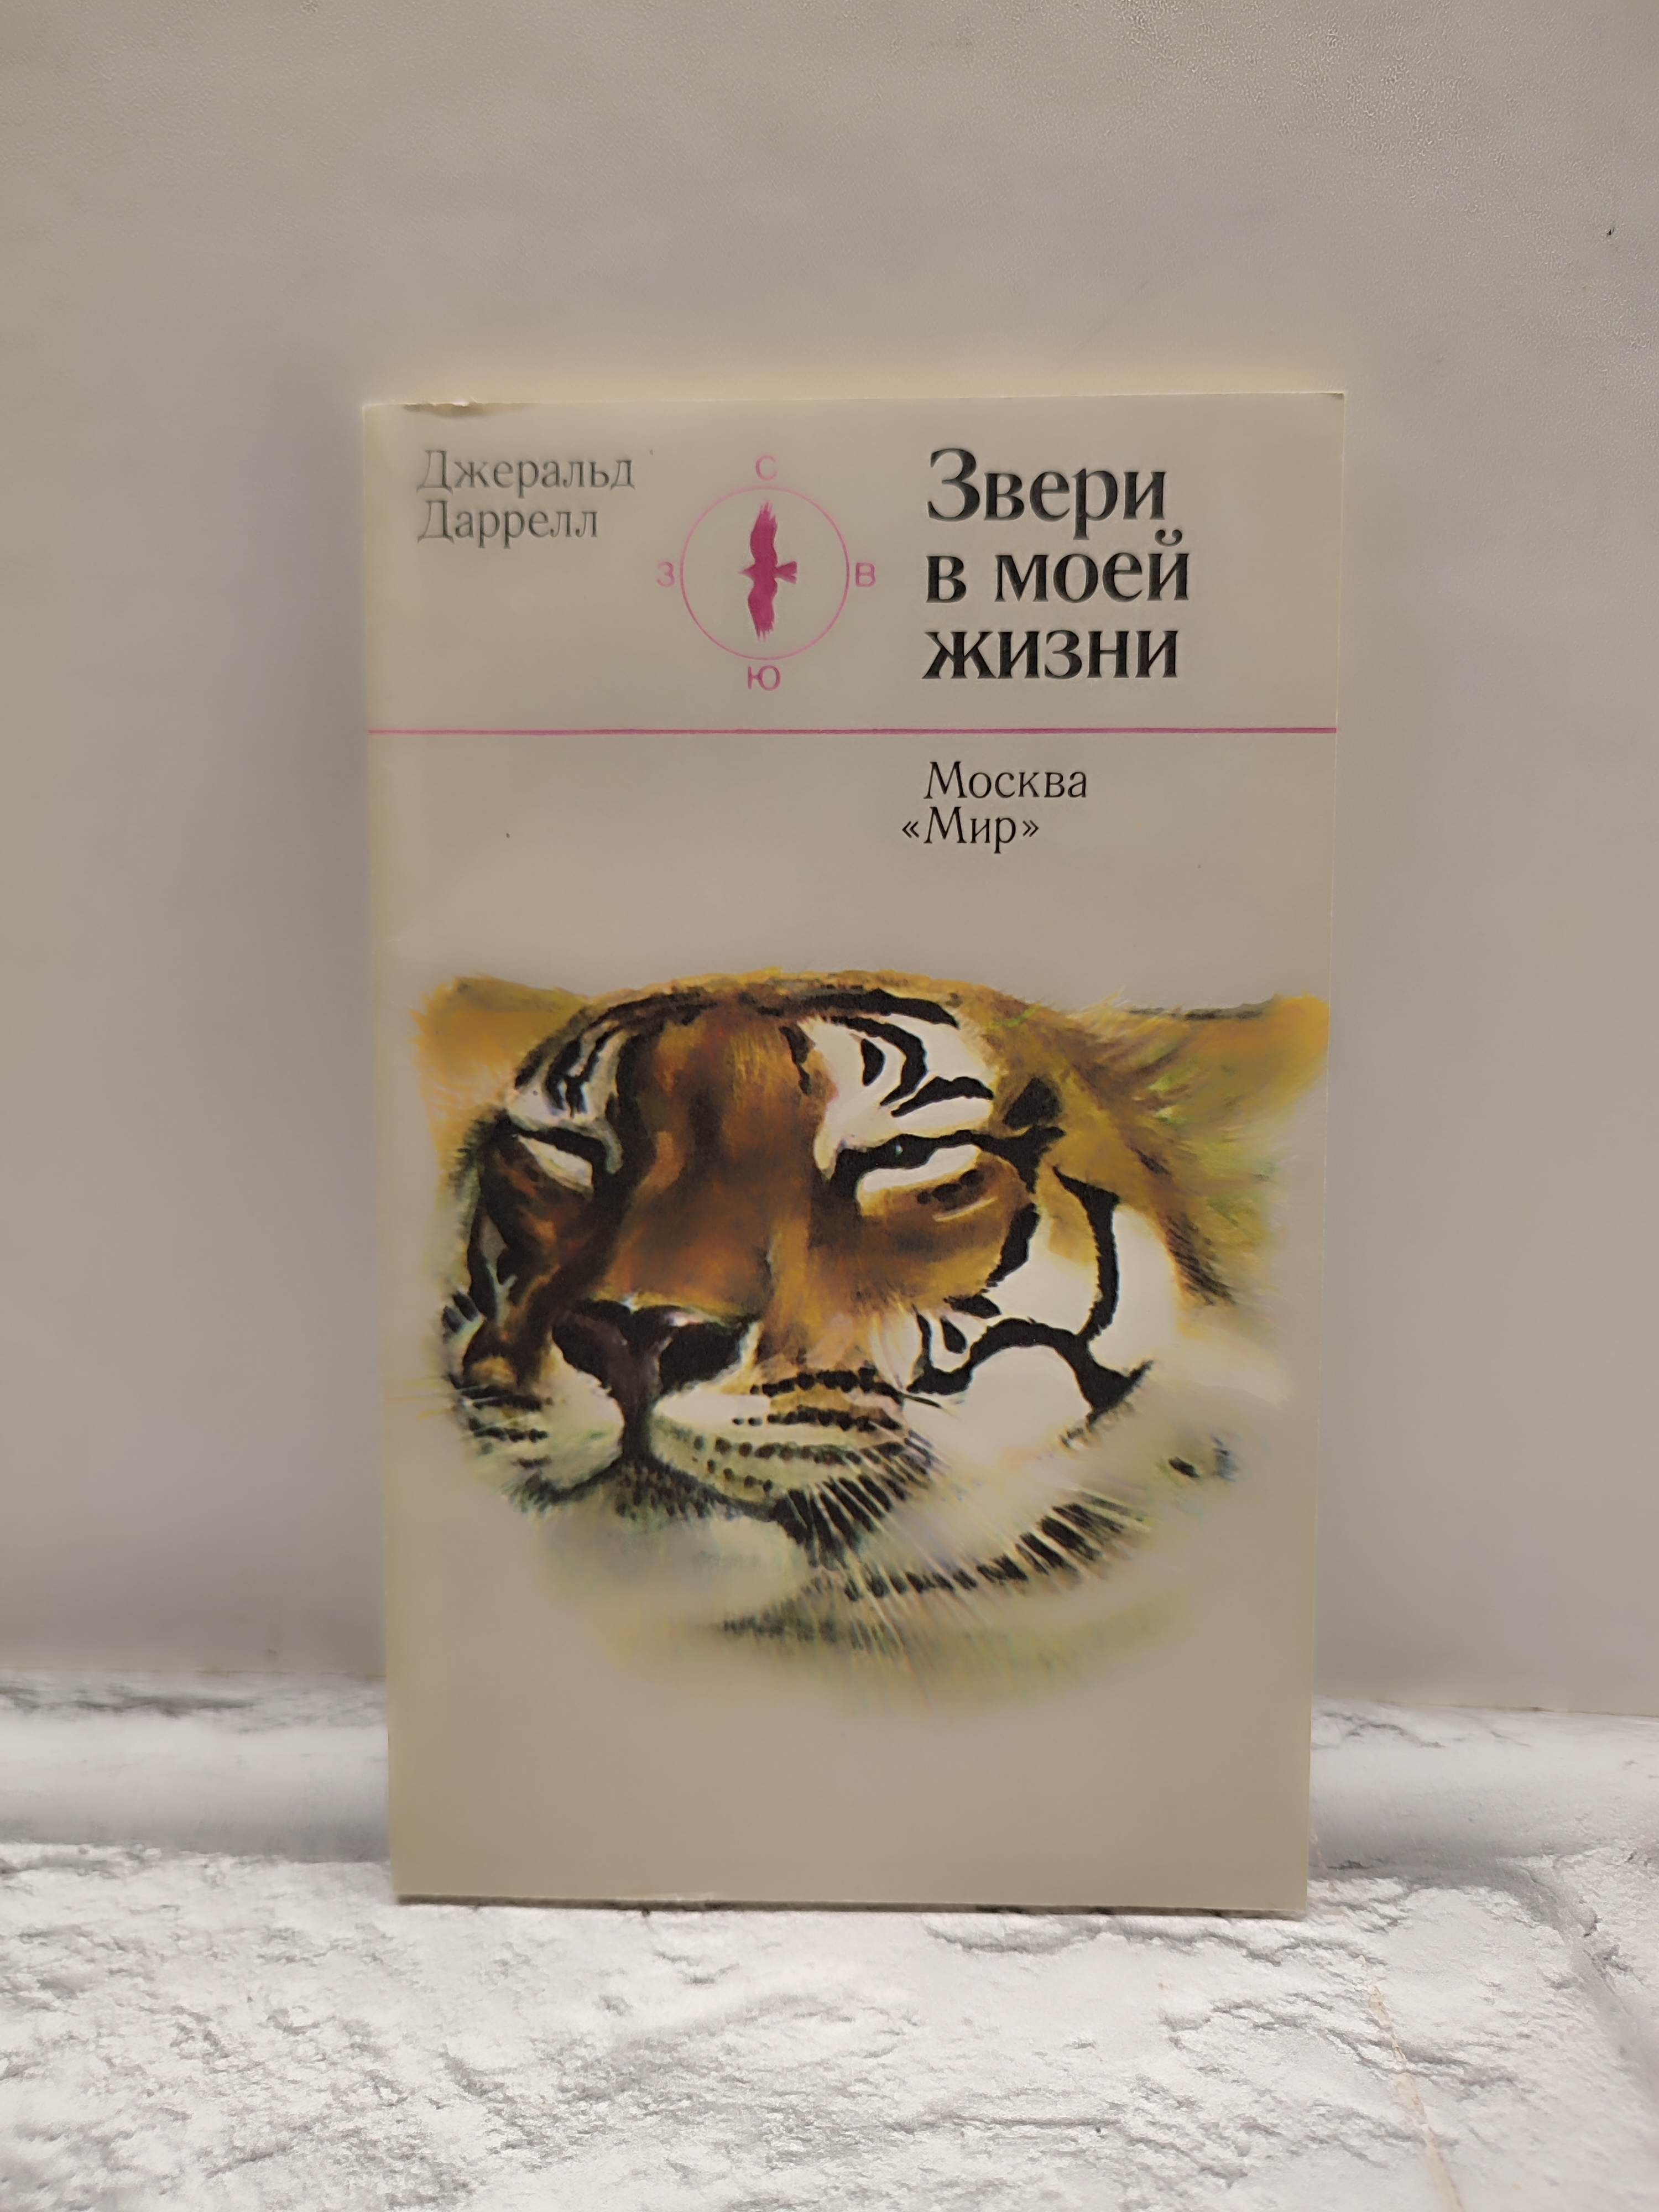 Джеральд
Даррелл
С
З
В
Ю
Звери
в моей
жизни
Москва
«Мир»